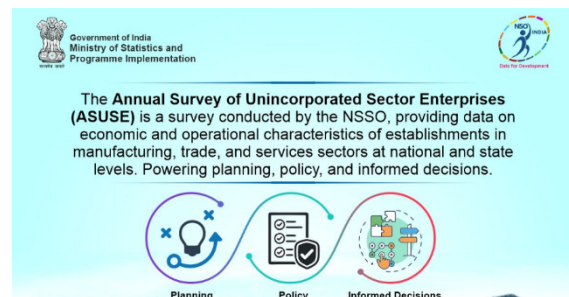 Government of India
Ministry of Statistics and
Programme Implementation
सत्यमेव जयते
NSO
INDIA
Data for Development
The Annual Survey of Unincorporated Sector Enterprises
(ASUSE) is a survey conducted by the NSSO, providing data on
economic and operational characteristics of establishments in
manufacturing, trade, and services sectors at national and state
levels. Powering planning, policy, and informed decisions.
Planning
Policy
Informed Decisions